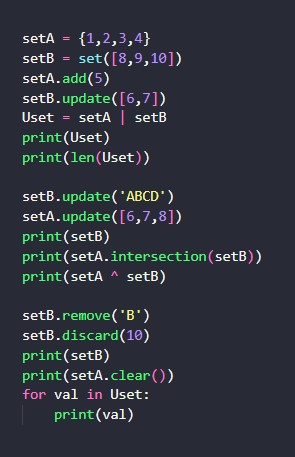 setA = {1,2,3,4}
setB = set([8,9,10])
setA.add(5)
setB.update([6,7])
Uset = setA | setB
print(Uset)
print(len(Uset))

setB.update('ABCD')
setA.update([6,7,8])
print(setB)
print(setA.intersection(setB))
print(setA ^ setB)

setB.remove('B')
setB.discard(10)
print(setB)
print(setA.clear())
for val in Uset:
    print(val)